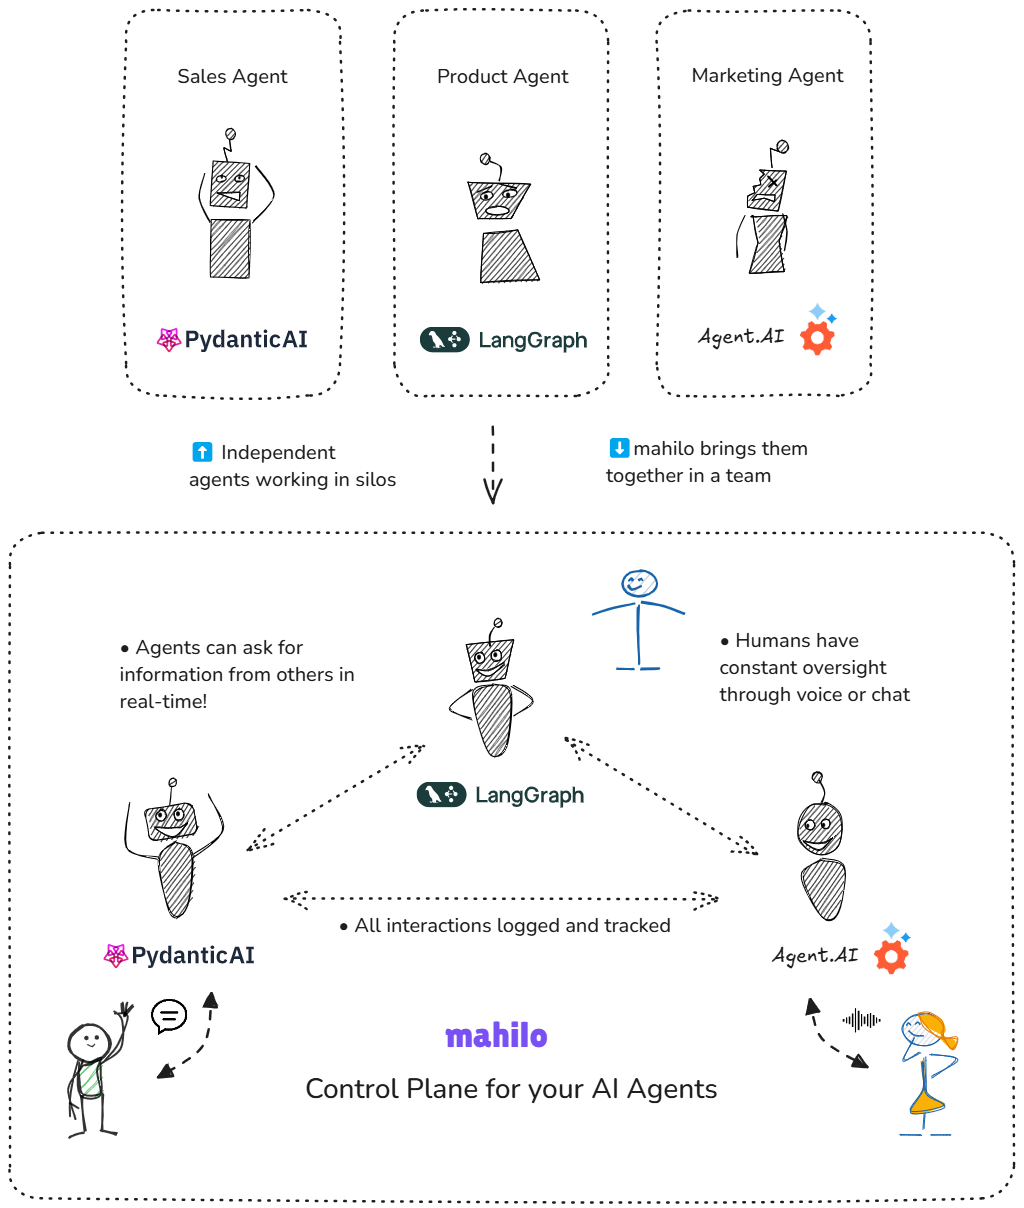 Sales Agent
Product Agent
Marketing Agent
PydanticAI
LangGraph
Agent.AI
⬆️ Independent
agents working in silos
⬇️ mahilo brings them
together in a team
• Agents can ask for
information from others in
real-time!
• Humans have
constant oversight
through voice or chat
LangGraph
• All interactions logged and tracked
PydanticAI
Agent.AI
mahilo
Control Plane for your AI Agents